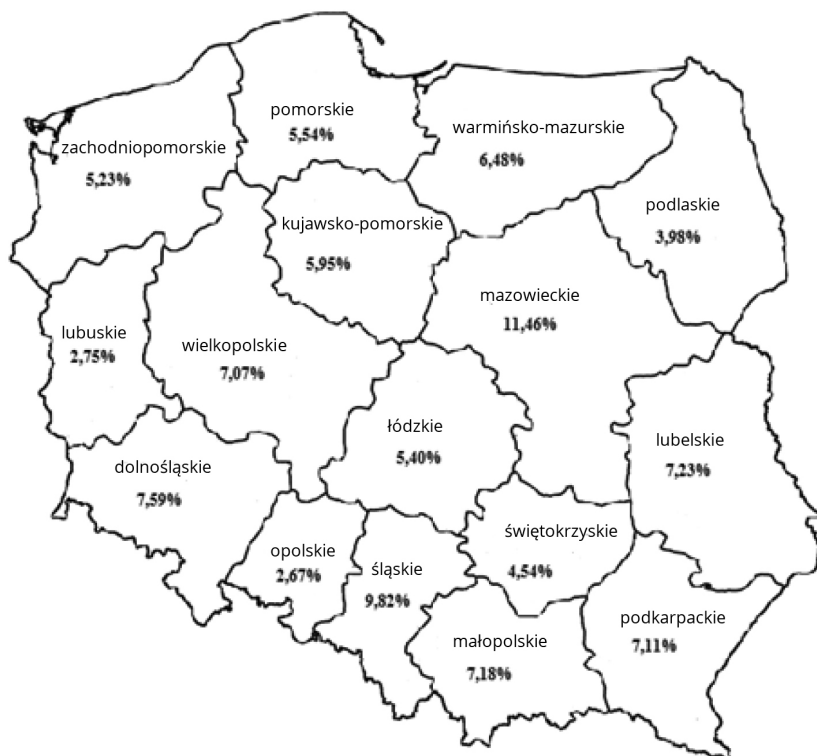 pomorskie
5,54%
warmińsko-mazurskie
6,48%
zachodniopomorskie
5,23%
podlaskie
3,98%
kujawsko-pomorskie
5,95%
mazowieckie
11,46%
lubuskie
2,75%
wielkopolskie
7,07%
łódzkie
5,40%
lubelskie
7,23%
dolnośląskie
7,59%
świętokrzyskie
4,54%
opolskie
2,67%
śląskie
9,82%
podkarpackie
7,11%
małopolskie
7,18%